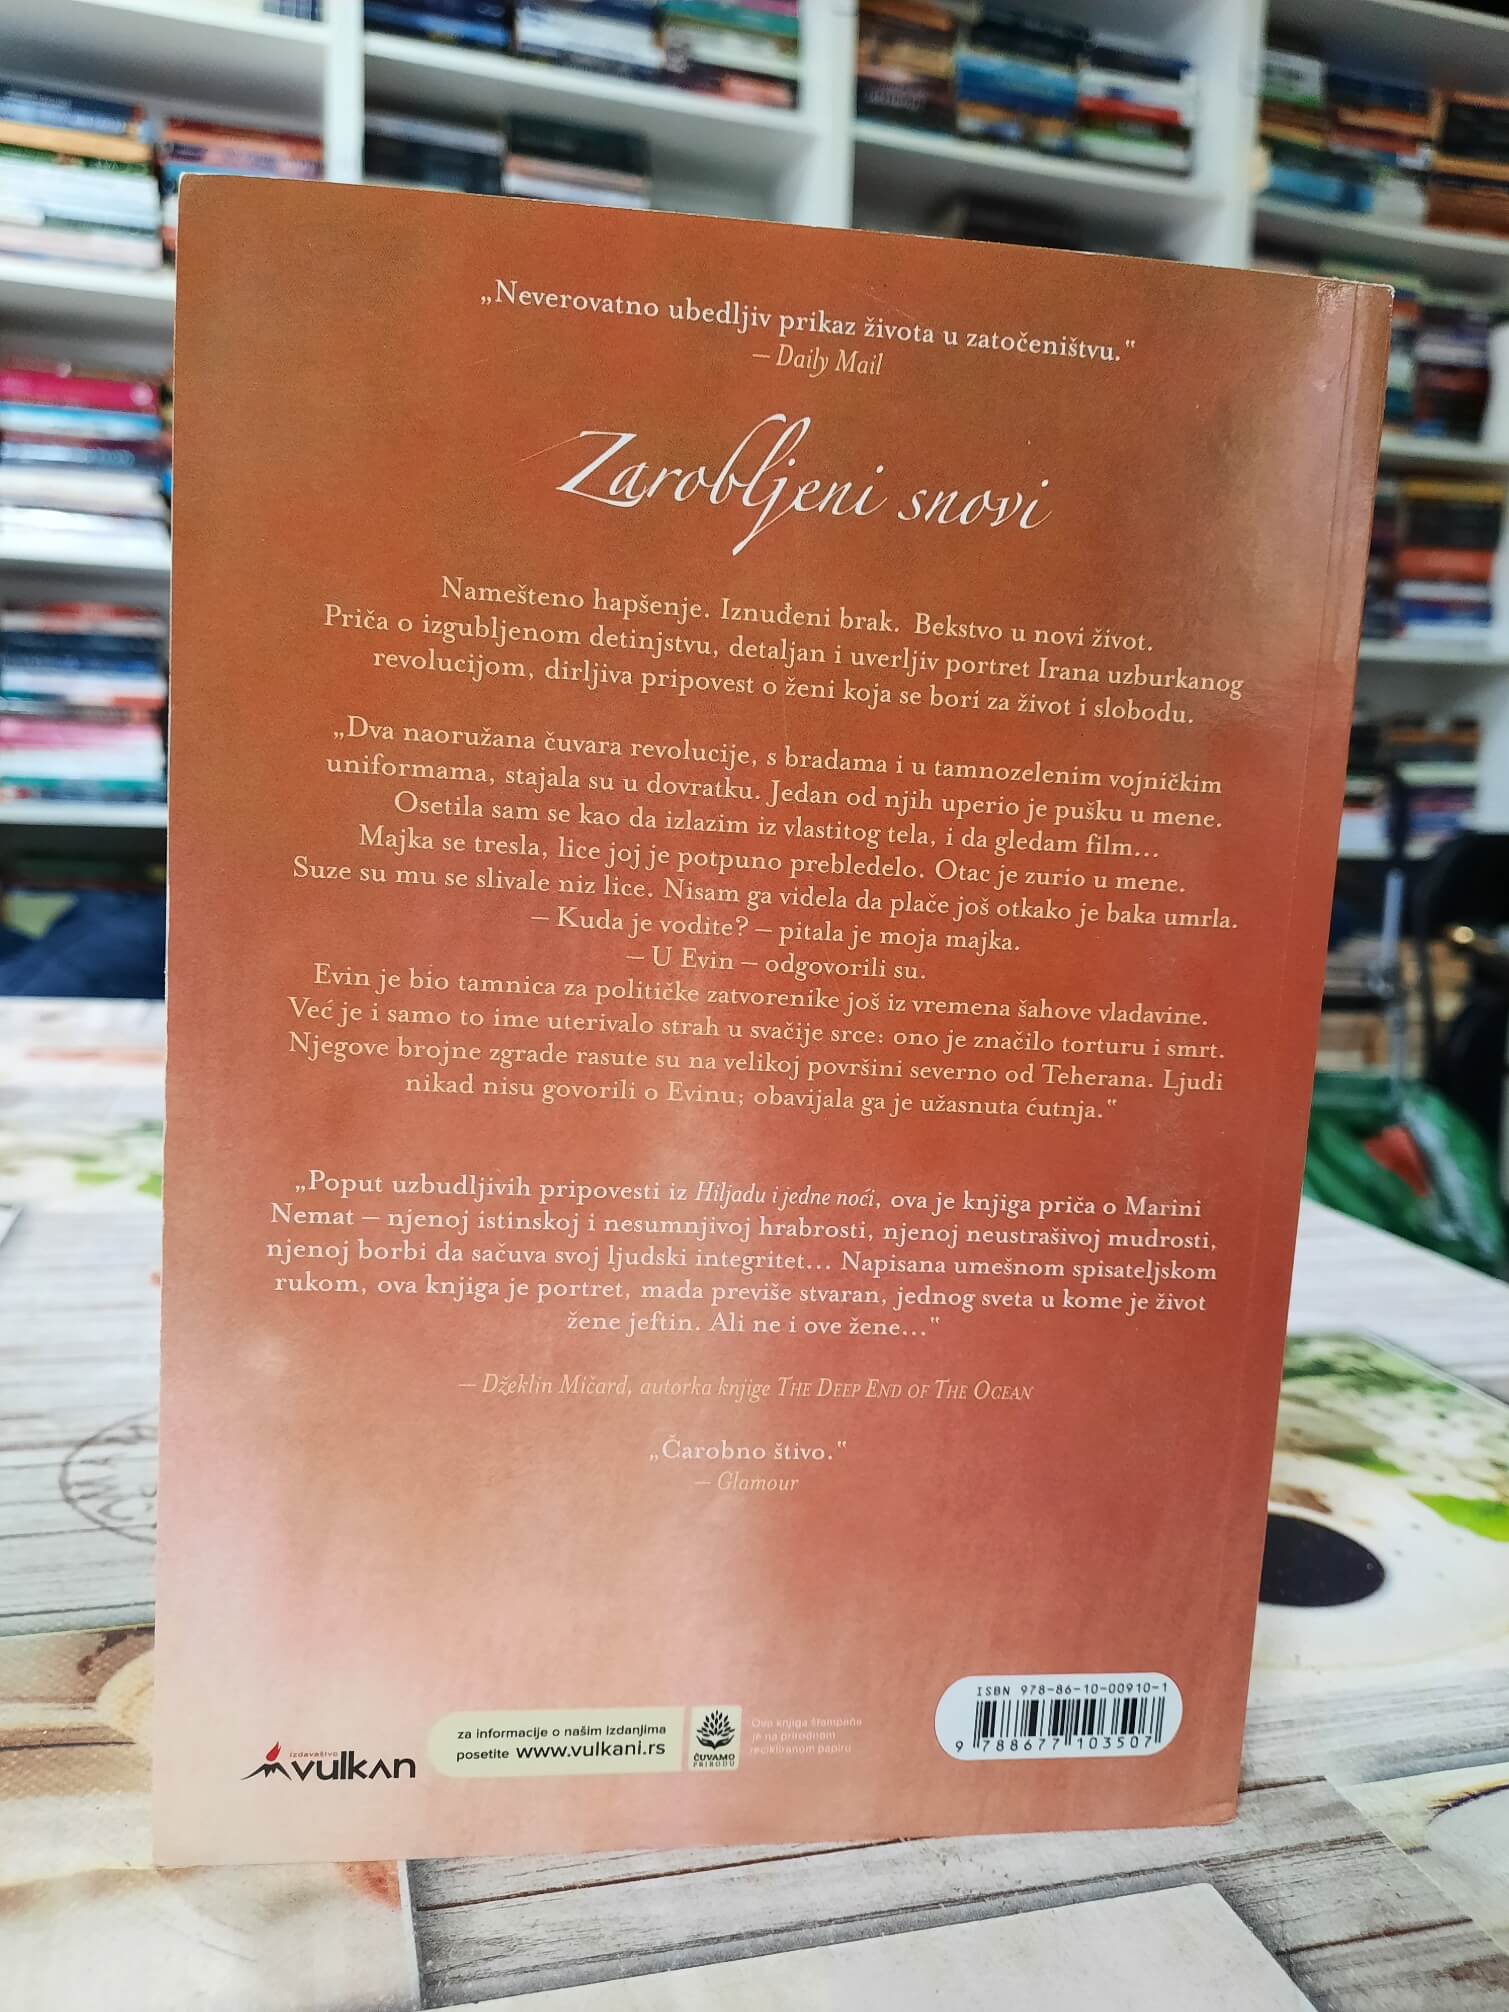 „Neverovatno ubedljiv prikaz života u zatočeništvu.‟
– Daily Mail
Zarobljeni snovi
Namešteno hapšenje. Iznuđeni brak. Bekstvo u novi život.
Priča o izgubljenom detinjstvu, detaljan i uverljiv portret Irana uzburkanog
revolucijom, dirljiva pripovest o ženi koja se bori za život i slobodu.
„Dva naoružana čuvara revolucije, s bradama i u tamnozelenim vojničkim
uniformama, stajala su u dovratku. Jedan od njih uperio je pušku u mene.
Osetila sam se kao da izlazim iz vlastitog tela, i da gledam film...
Majka se tresla, lice joj je potpuno prebledelo. Otac je zurio u mene.
Suze su mu se slivale niz lice. Nisam ga videla da plače još otkako je baka umrla.
– Kuda je vodite? – pitala je moja majka.
– U Evin – odgovorili su.
Evin je bio tamnica za političke zatvorenike još iz vremena šahove vladavine.
Već je i samo to ime uterivalo strah u svačije srce: ono je značilo torturu i smrt.
Njegove brojne zgrade rasute su na velikoj površini severno od Teherana. Ljudi
nikad nisu govorili o Evinu; obavijala ga je užasnuta ćutnja.‟
„Poput uzbudljivih pripovesti iz Hiljadu i jedne noći, ova je knjiga priča o Marini
Nemat – njenoj istinskoj i nesumnjivoj hrabrosti, njenoj neustrašivoj mudrosti,
njenoj borbi da sačuva svoj ljudski integritet... Napisana umešnom spisateljskom
rukom, ova knjiga je portret, mada previše stvaran, jednog sveta u kome je život
žene jeftin. Ali ne i ove žene...‟
– Džeklin Mičard, autorka knjige THE DEEP END OF THE OCEAN
„Čarobno štivo.‟
– Glamour
izdavaštvo
vulkan
za informacije o našim izdanjima
posetite www.vulkani.rs
ČUVAMO
PRIRODU
Ova knjiga štampana
je na prirodnom
recikliranom papiru
ISBN 978-86-10-00910-1
9 788677 103507